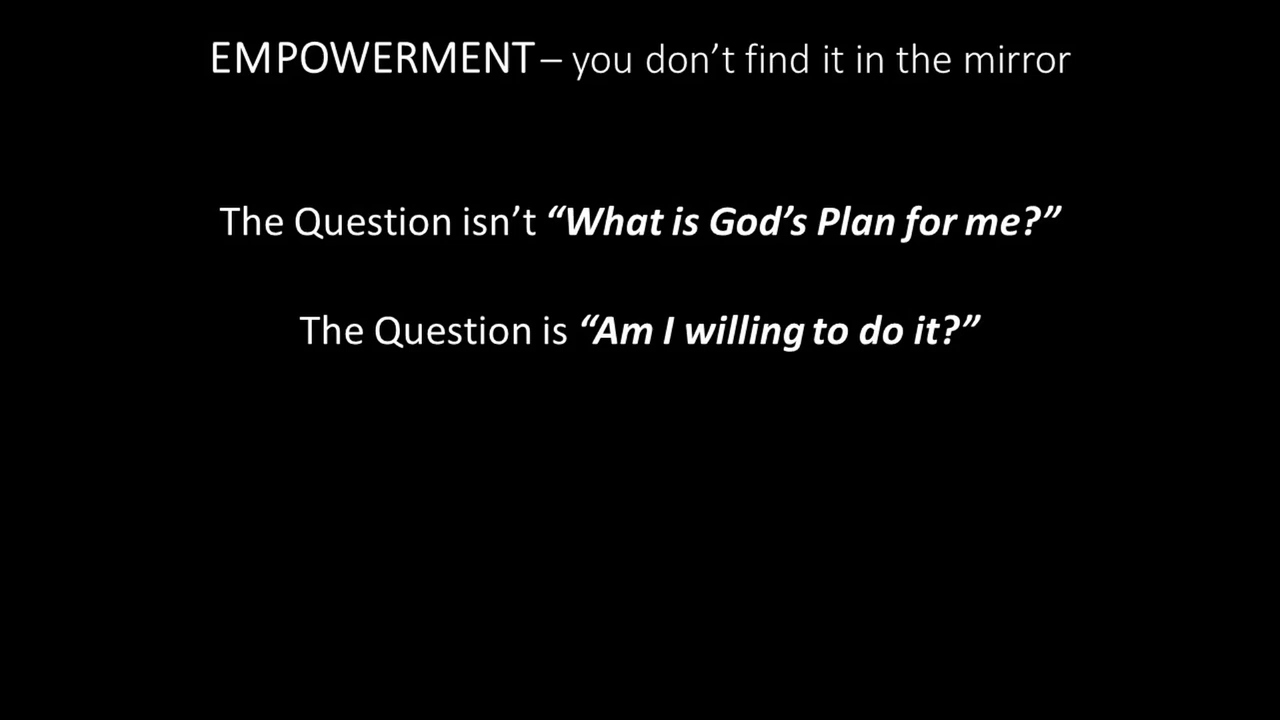 EMPOWERMENT – you don’t find it in the mirror
The Question isn’t “What is God’s Plan for me?”
The Question is “Am I willing to do it?”